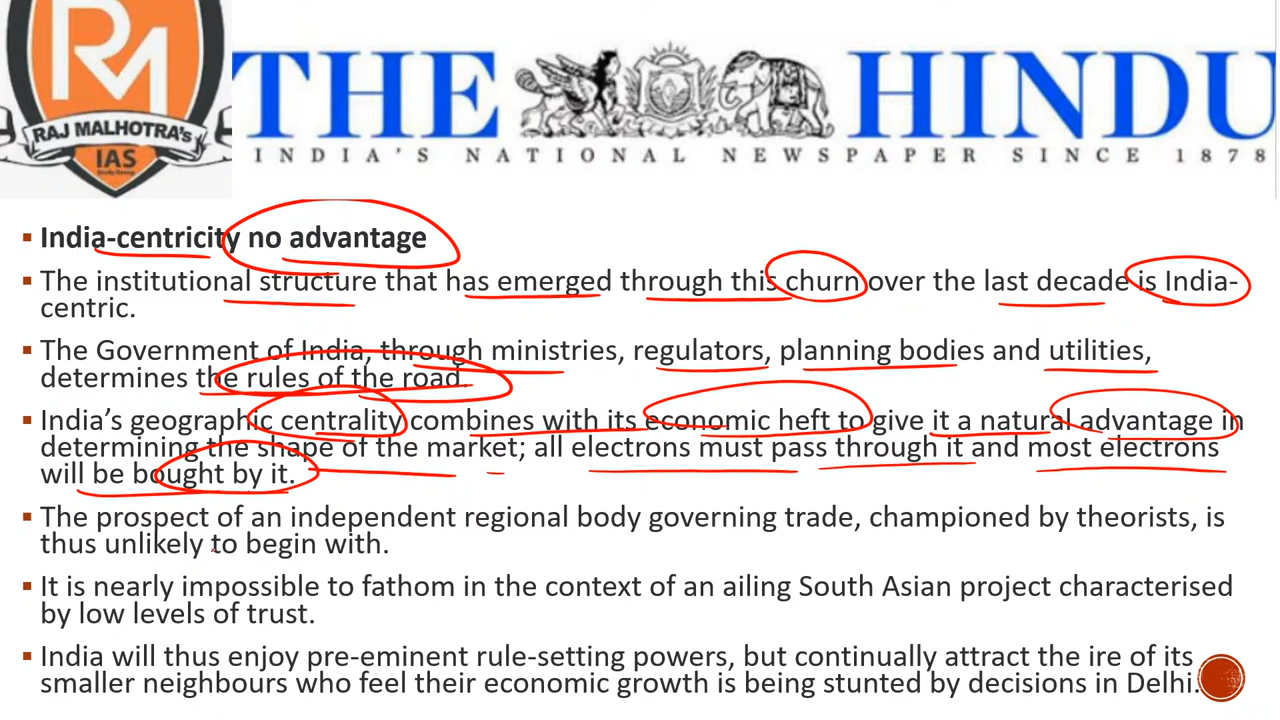 RM
RAJ MALHOTRA's
IAS
Study Group
THE HINDU
INDIA'S NATIONAL NEWSPAPER SINCE 1878
India-centricity no advantage
The institutional structure that has emerged through this churn over the last decade is India-
centric.
The Government of India, through ministries, regulators, planning bodies and utilities,
determines the rules of the road.
India's geographic centrality combines with its economic heft to give it a natural advantage in
determining the shape of the market; all electrons must pass through it and most electrons
will be bought by it.
The prospect of an independent regional body governing trade, championed by theorists, is
thus unlikely to begin with.
It is nearly impossible to fathom in the context of an ailing South Asian project characterised
by low levels of trust.
India will thus enjoy pre-eminent rule-setting powers, but continually attract the ire of its
smaller neighbours who feel their economic growth is being stunted by decisions in Delhi.